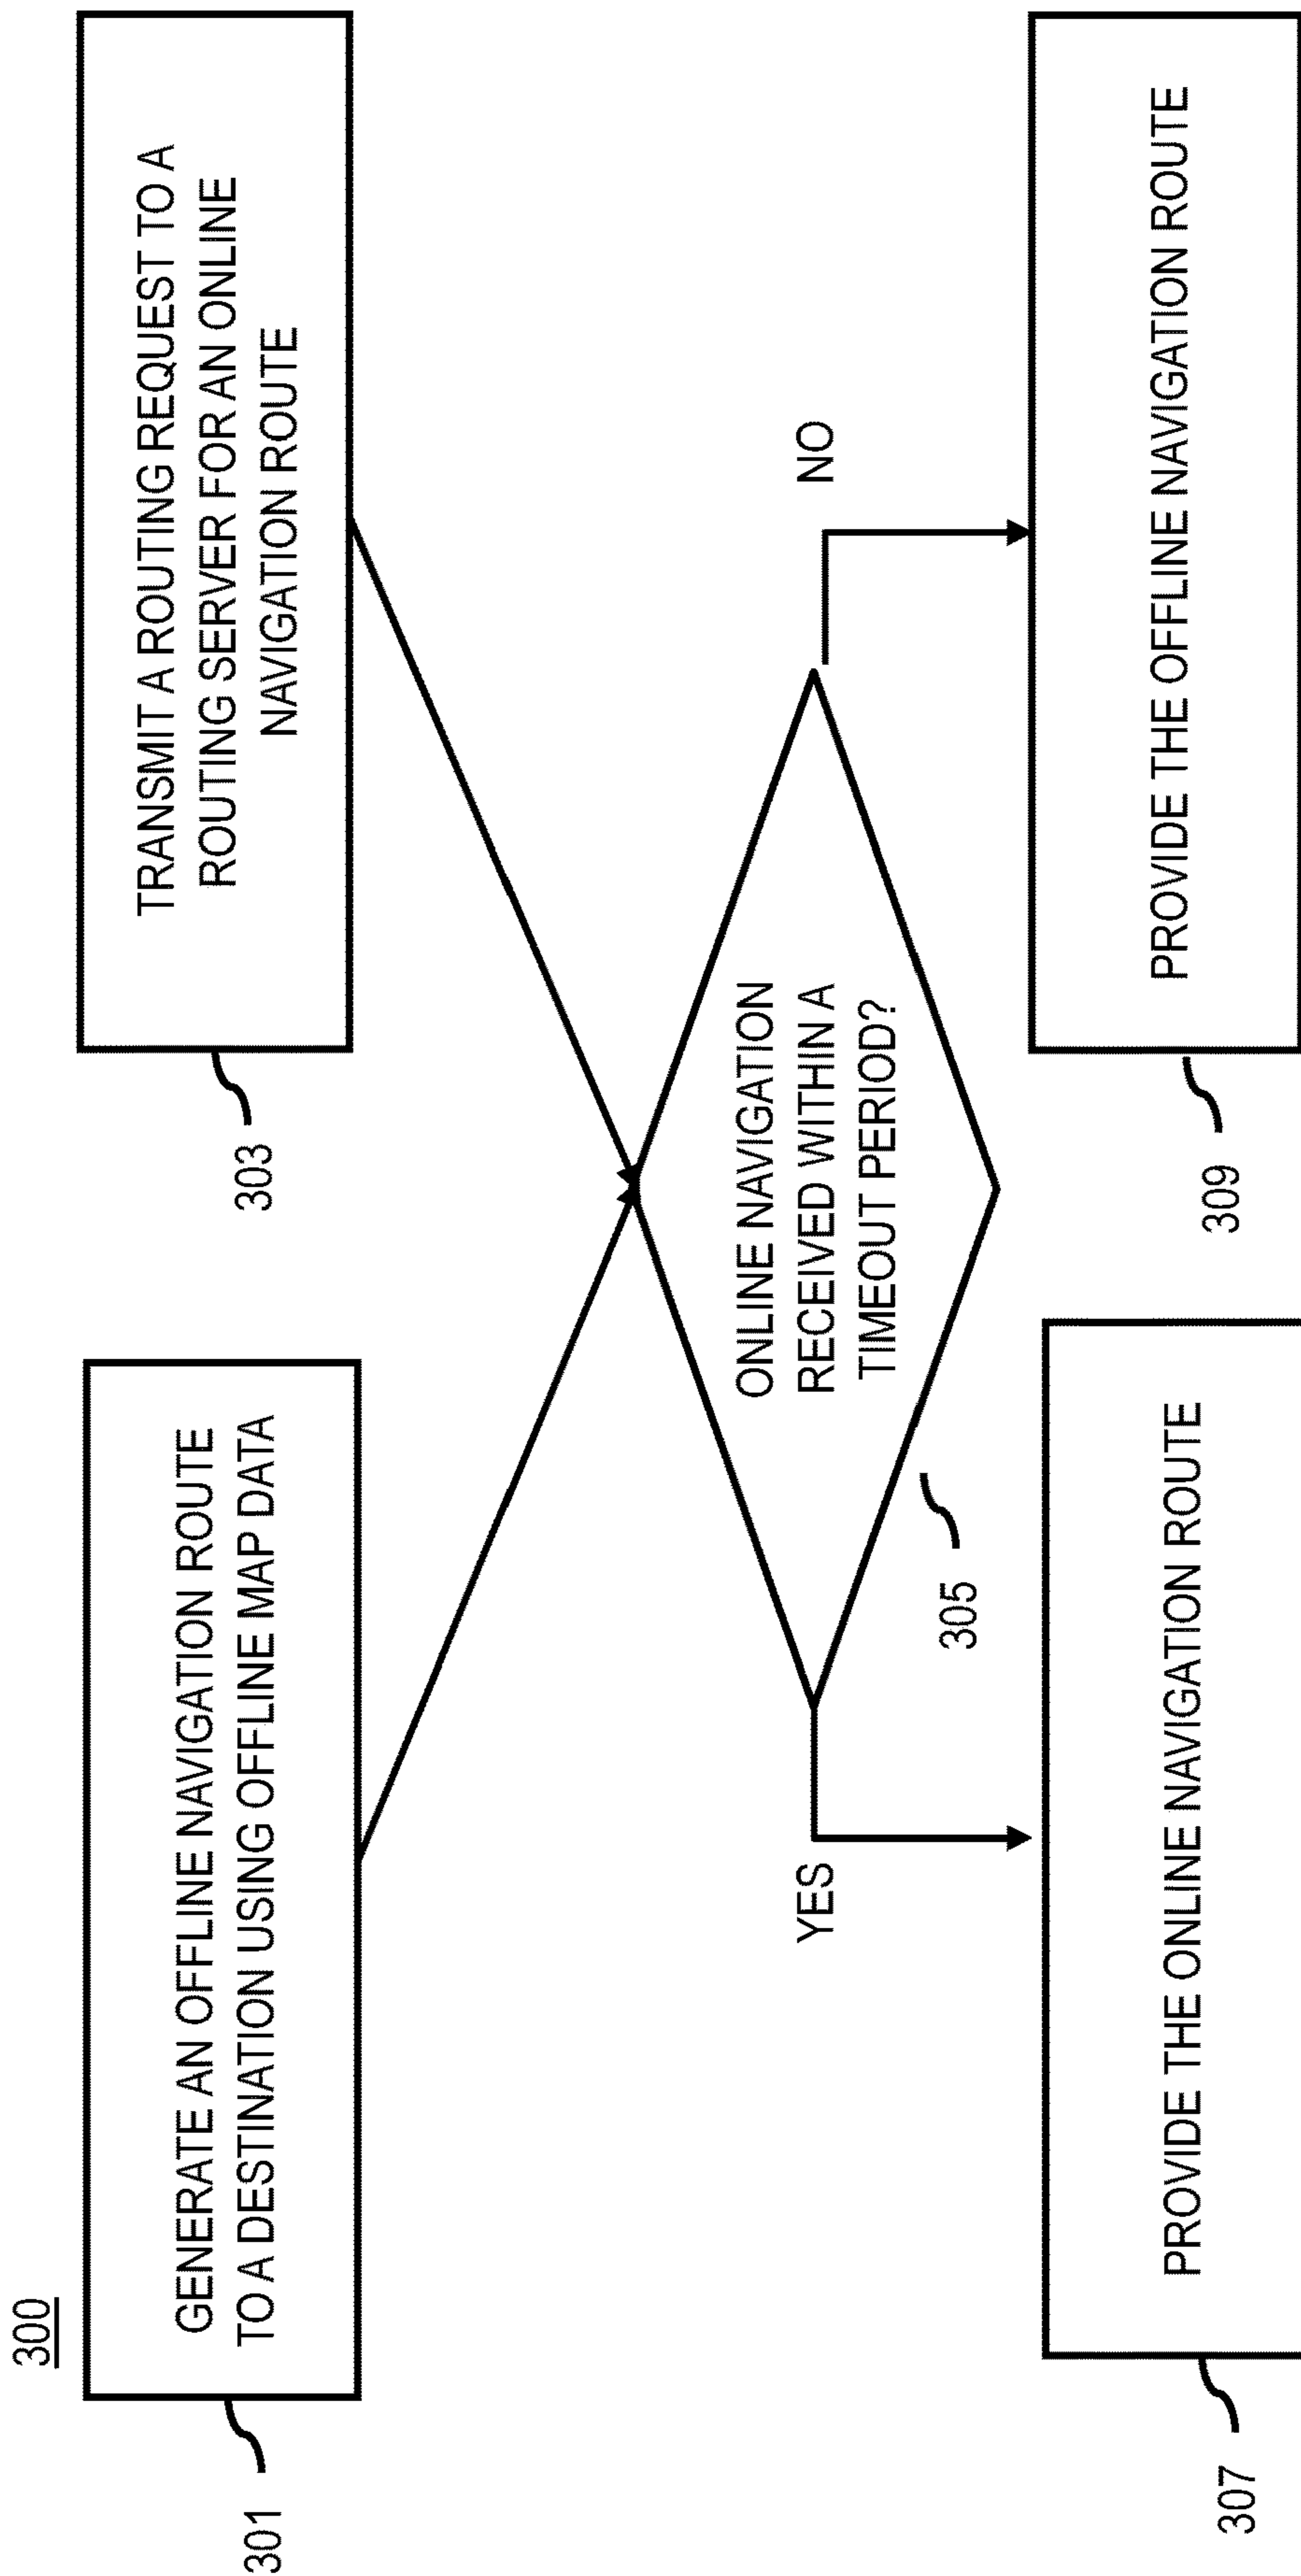 300
GENERATE AN OFFLINE NAVIGATION ROUTE
TO A DESTINATION USING OFFLINE MAP DATA
301
TRANSMIT A ROUTING REQUEST TO A
ROUTING SERVER FOR AN ONLINE
NAVIGATION ROUTE
303
ONLINE NAVIGATION
RECEIVED WITHIN A
TIMEOUT PERIOD?
305
YES
NO
PROVIDE THE ONLINE NAVIGATION ROUTE
307
PROVIDE THE OFFLINE NAVIGATION ROUTE
309